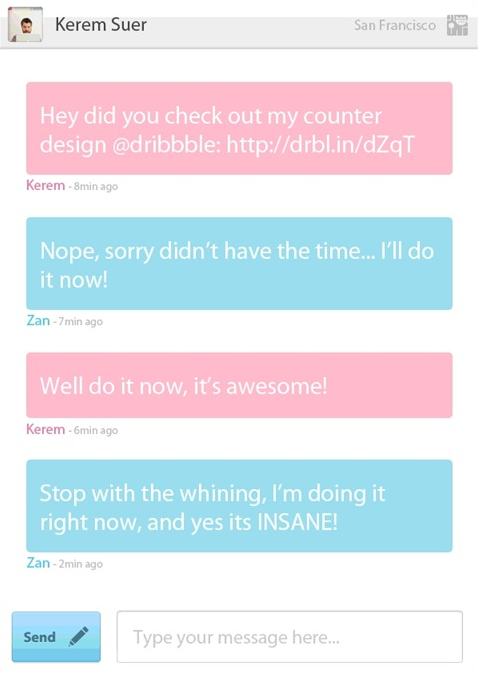 Kerem Suer
San Francisco
Hey did you check out my counter
design @dribbble: http://drbl.in/dZqT
Kerem - 8min ago
Nope, sorry didn’t have the time... I’ll do
it now!
Zan - 7min ago
Well do it now, it’s awesome!
Kerem - 6min ago
Stop with the whining, I’m doing it
right now, and yes its INSANE!
Zan - 2min ago
Send
Type your message here...